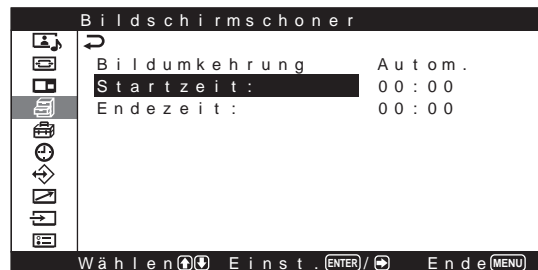 Bildschirmschoner
Bildumkehrung Autom.
Startzeit: 00:00
Endezeit: 00:00
Wählen Einst. ENTER / Ende MENU